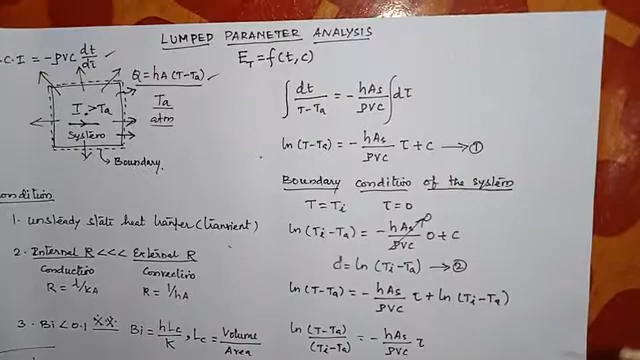 LUMPED PARAMETER ANALYSIS
.C.I = -ρVC dt/dτ
E_T = f(t,c)
Q = hA(T-Ta)
T. > Ta
System
Ta
atm
Boundary.
∫ dt/(T-Ta) = - hAs/ρVC ∫ dτ
ln(T-Ta) = - hAs/ρVC τ + c → ①
ondition
1. unsteady state heat tranfer (transient)
2. Internal R <<< External R
Conduction Convection
R = L/KA R = 1/hA
3. Bi < 0.1 Bi = hLc/K , Lc = Volume/Area
Boundary condition of the system
T = Ti τ = 0
ln(Ti-Ta) = - hAs/ρVC 0 + c
0
c = ln(Ti-Ta) → ②
ln(T-Ta) = - hAs/ρVC τ + ln(Ti-Ta)
ln (T-Ta)/(Ti-Ta) = - hAs/ρVC τ